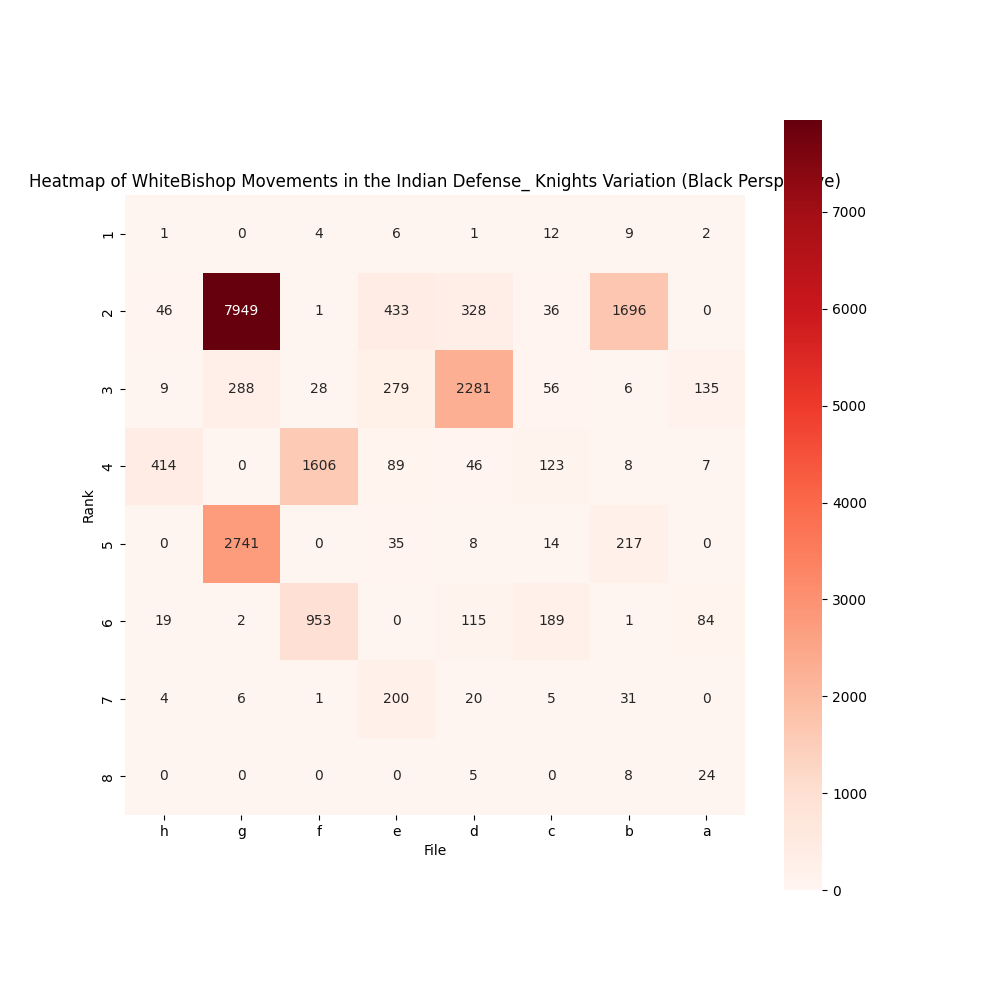 Heatmap of WhiteBishop Movements in the Indian Defense_ Knights Variation (Black Persp ve)
1 1 0 4 6 1 12 9 2
2 46 7949 1 433 328 36 1696 0
3 9 288 28 279 2281 56 6 135
4 414 0 1606 89 46 123 8 7
5 0 2741 0 35 8 14 217 0
6 19 2 953 0 115 189 1 84
7 4 6 1 200 20 5 31 0
8 0 0 0 0 5 0 8 24
h g f e d c b a
File
Rank
7000
6000
5000
4000
3000
2000
1000
0